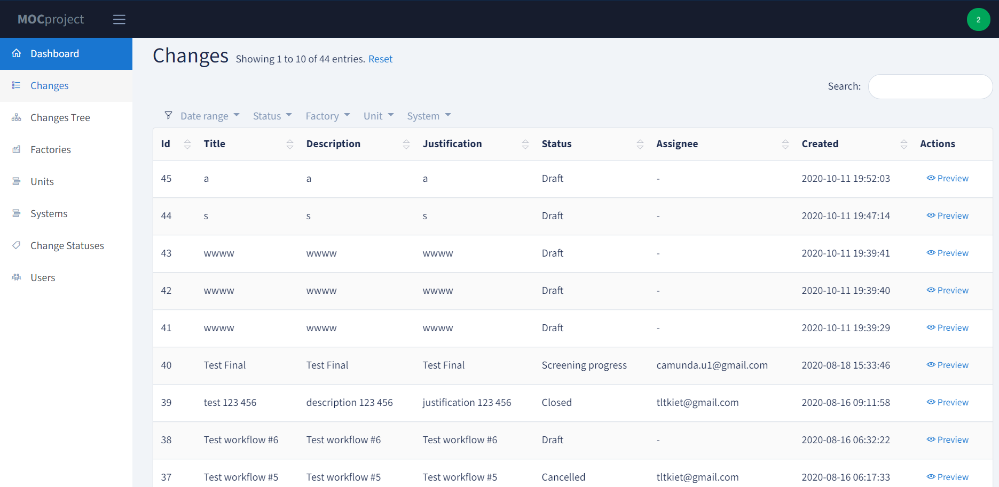 MOCproject
2
Dashboard
Changes
Changes Tree
Factories
Units
Systems
Change Statuses
Users
Changes Showing 1 to 10 of 44 entries. Reset
Search:
Date range Status Factory Unit System
Id Title Description Justification Status Assignee Created Actions
45 a a a Draft - 2020-10-11 19:52:03 Preview
44 s s s Draft - 2020-10-11 19:47:14 Preview
43 wwww wwww wwww Draft - 2020-10-11 19:39:41 Preview
42 wwww wwww wwww Draft - 2020-10-11 19:39:40 Preview
41 wwww wwww wwww Draft - 2020-10-11 19:39:29 Preview
40 Test Final Test Final Test Final Screening progress camunda.u1@gmail.com 2020-08-18 15:33:46 Preview
39 test 123 456 description 123 456 justification 123 456 Closed tltkiet@gmail.com 2020-08-16 09:11:58 Preview
38 Test workflow #6 Test workflow #6 Test workflow #6 Draft - 2020-08-16 06:32:22 Preview
37 Test workflow #5 Test workflow #5 Test workflow #5 Cancelled tltkiet@gmail.com 2020-08-16 06:17:33 Preview